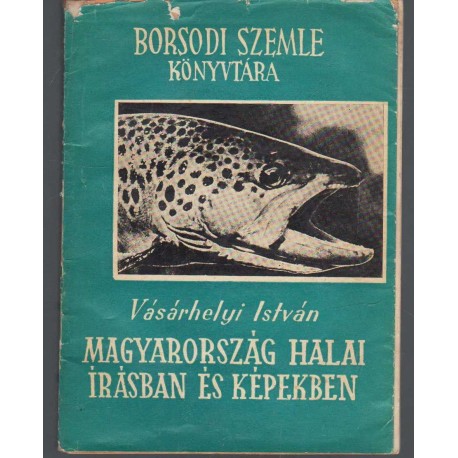 BORSODI SZEMLE
KÖNYVTÁRA
Vásárhelyi István
MAGYARORSZÁG HALAI
ÍRÁSBAN ÉS KÉPEKBEN